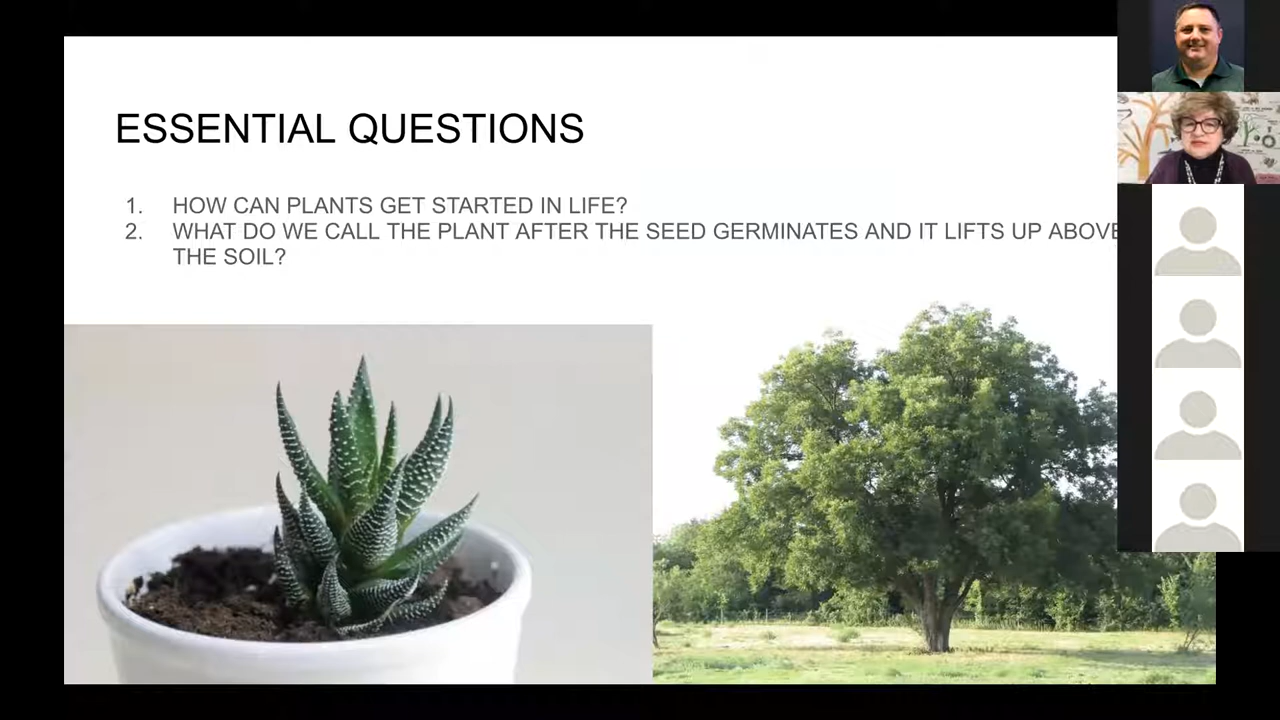 ESSENTIAL QUESTIONS
1. HOW CAN PLANTS GET STARTED IN LIFE?
2. WHAT DO WE CALL THE PLANT AFTER THE SEED GERMINATES AND IT LIFTS UP ABOVE
THE SOIL?